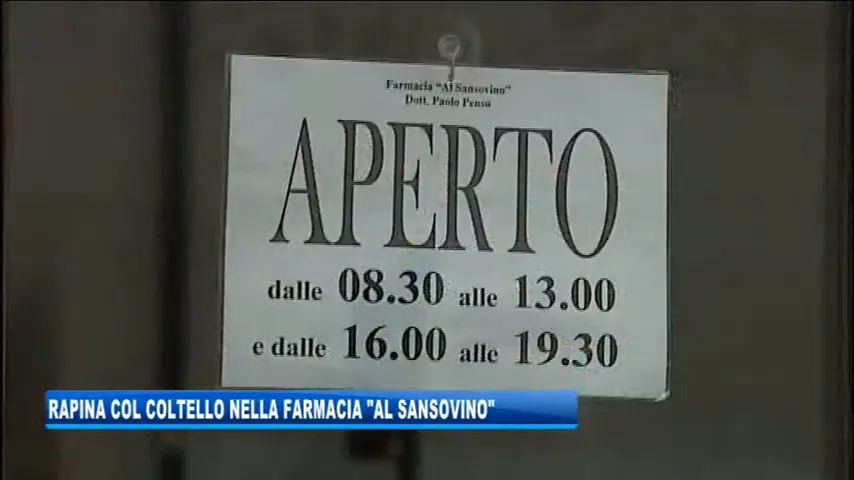 Farmacia "Al Sansovino"
Dott. Paolo Penso
APERTO
dalle 08.30 alle 13.00
e dalle 16.00 alle 19.30
RAPINA COL COLTELLO NELLA FARMACIA "AL SANSOVINO"